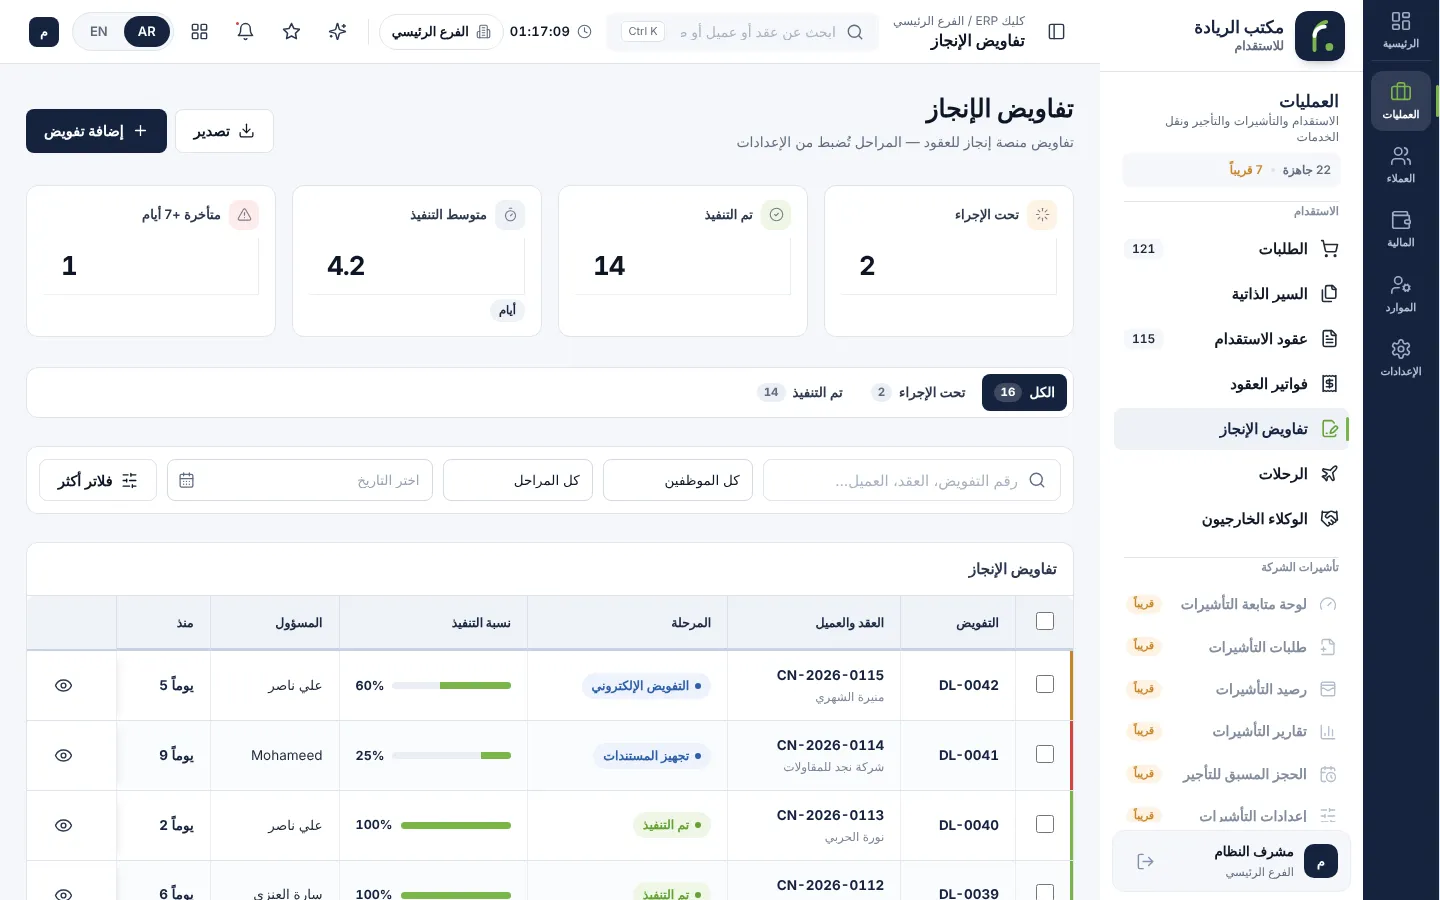 الرئيسية
العمليات
العملاء
المالية
الموارد
الإعدادات
مكتب الريادة
للاستقدام
العمليات
الاستقدام والتأشيرات والتأجير ونقل
الخدمات
22 جاهزة • 7 قريباً
الاستقدام
الطلبات 121
السير الذاتية
عقود الاستقدام 115
فواتير العقود
تفاويض الإنجاز
الرحلات
الوكلاء الخارجيون
تأشيرات الشركة
لوحة متابعة التأشيرات قريباً
طلبات التأشيرات قريباً
رصيد التأشيرات قريباً
تقارير التأشيرات قريباً
الحجز المسبق للتأجير قريباً
إعدادات التأشيرات قريباً
م
مشرف النظام
الفرع الرئيسي
كليك ERP / الفرع الرئيسي
تفاويض الإنجاز
ابحث عن عقد أو عميل أو ه
Ctrl K
01:17:09
الفرع الرئيسي
AR EN
م
تفاويض الإنجاز
تفاويض منصة إنجاز للعقود — المراحل تُضبط من الإعدادات
تصدير
إضافة تفويض
تحت الإجراء
2
تم التنفيذ
14
متوسط التنفيذ
4.2
أيام
متأخرة +7 أيام
1
الكل 16
تحت الإجراء 2
تم التنفيذ 14
رقم التفويض، العقد، العميل...
كل الموظفين
كل المراحل
اختر التاريخ
فلاتر أكثر
تفاويض الإنجاز
التفويض العقد والعميل المرحلة نسبة التنفيذ المسؤول منذ
DL-0042 CN-2026-0115 التفويض الإلكتروني 60% علي ناصر 5 يوماً
منيرة الشهري
DL-0041 CN-2026-0114 تجهيز المستندات 25% Mohameed 9 يوماً
شركة نجد للمقاولات
DL-0040 CN-2026-0113 تم التنفيذ 100% علي ناصر 2 يوماً
نورة الحربي
DL-0039 CN-2026-0112 تم التنفيذ 100% سارة العنزي 6 يوماً